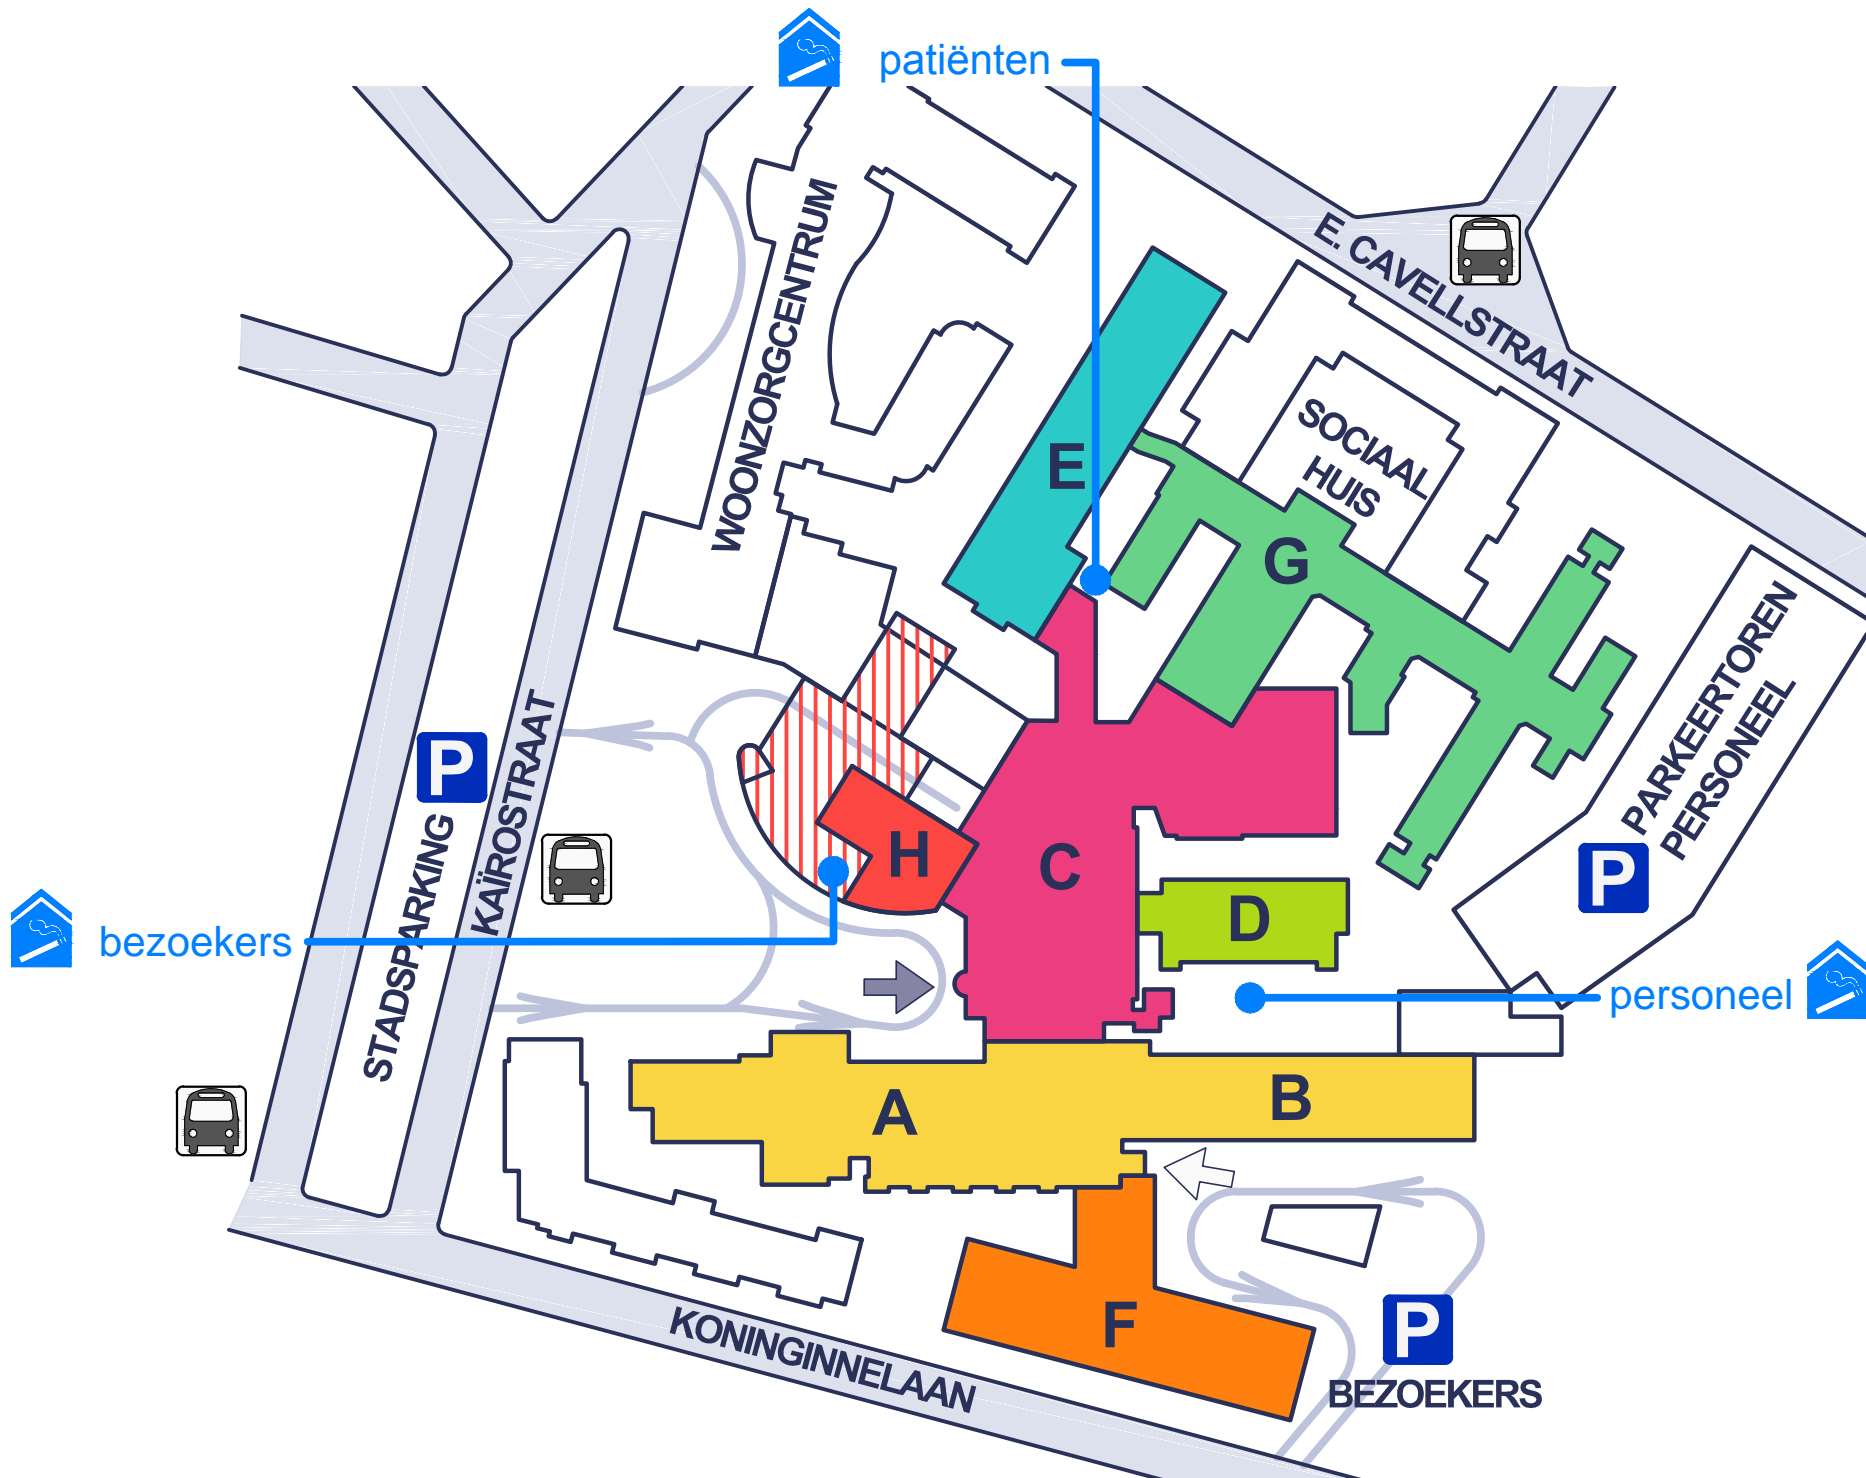 patiënten
E. CAVELLSTRAAT
WOONZORGCENTRUM
SOCIAAL
HUIS
E
G
PARKEERTOREN
PERSONEEL
P
KAÏROSTRAAT
STADSPARKING
P
H
C
D
bezoekers
personeel
A
B
F
P
BEZOEKERS
KONINGINNELAAN